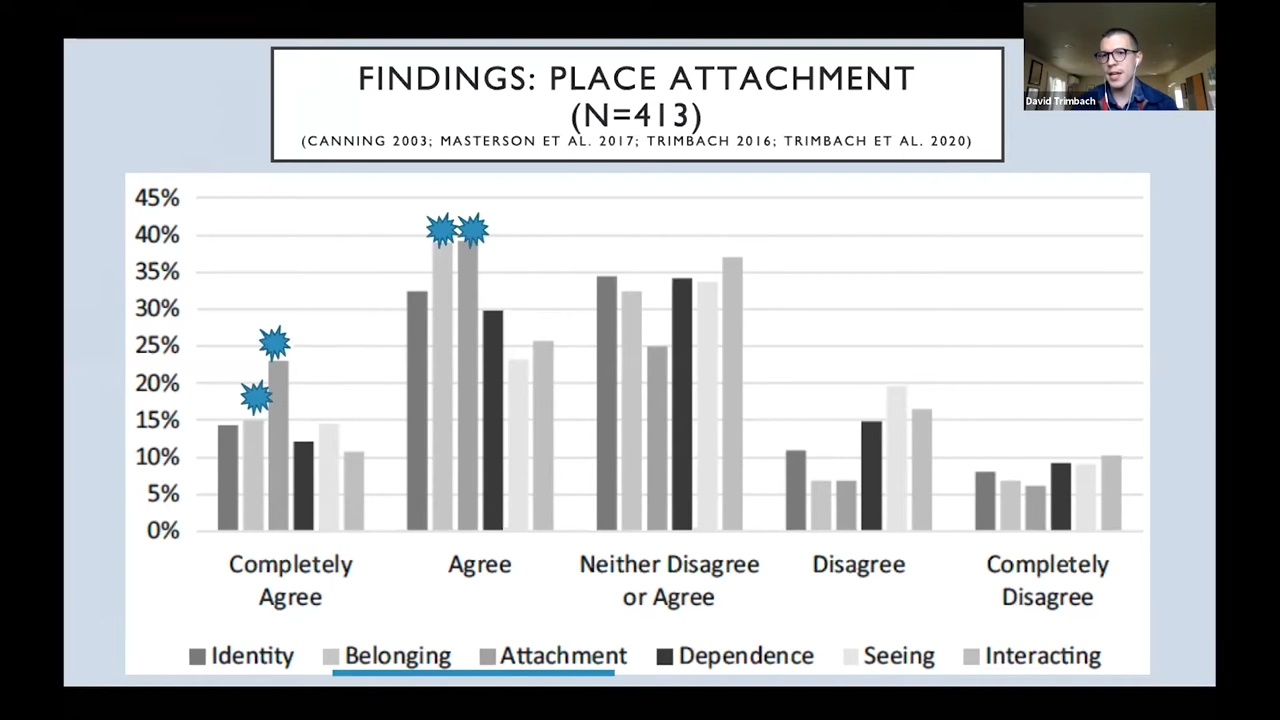 FINDINGS: PLACE ATTACHMENT
(N=413)
(CANNING 2003; MASTERSON ET AL. 2017; TRIMBACH 2016; TRIMBACH ET AL. 2020)
David Trimbach
45%
40%
35%
30%
25%
20%
15%
10%
5%
0%
Completely Agree
Agree
Neither Disagree or Agree
Disagree
Completely Disagree
Identity Belonging Attachment Dependence Seeing Interacting